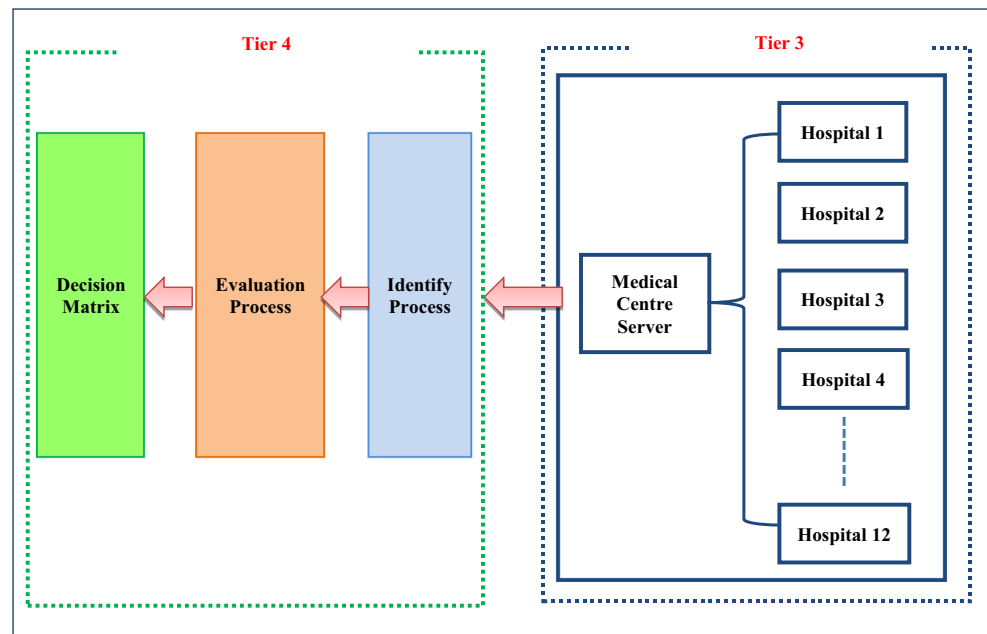 Tier 4
Tier 3
Decision
Matrix
Evaluation
Process
Identify
Process
Medical
Centre
Server
Hospital 1
Hospital 2
Hospital 3
Hospital 4
Hospital 12